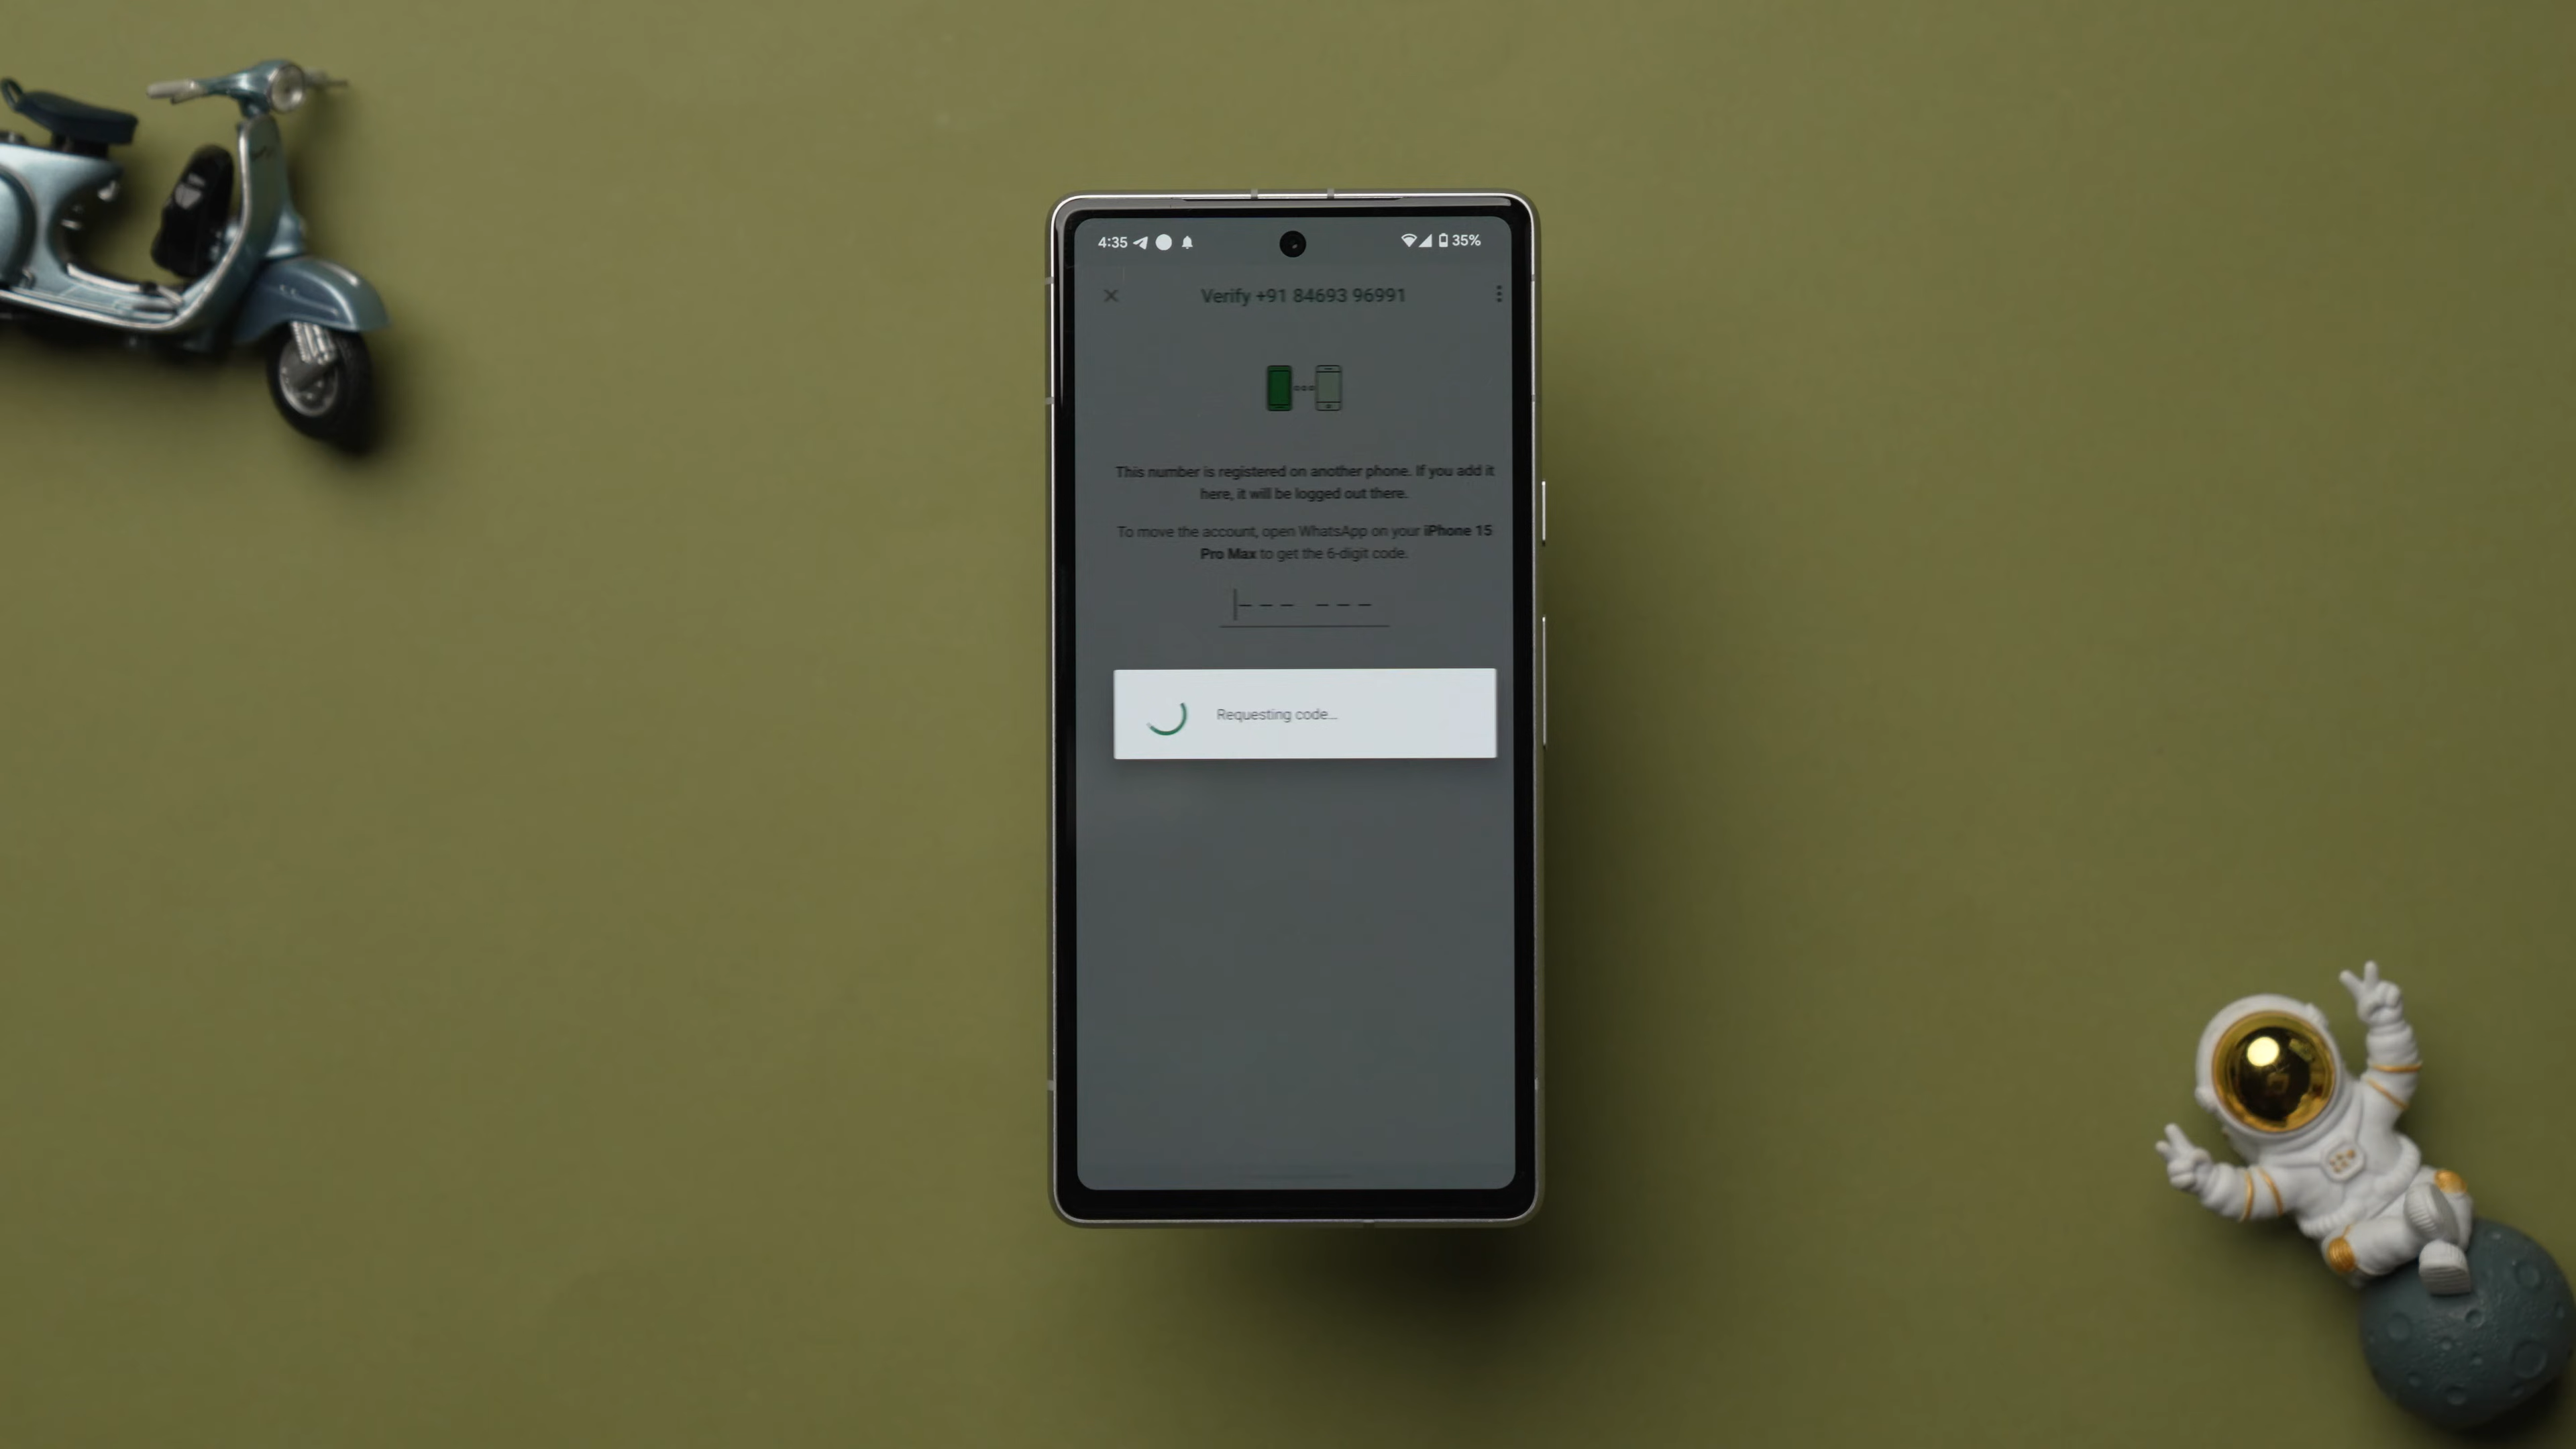 4:35
35%
Verify +91 84693 96991
This number is registered on another phone. If you add it
here, it will be logged out there.
To move the account, open WhatsApp on your iPhone 15
Pro Max to get the 6-digit code.
Requesting code...